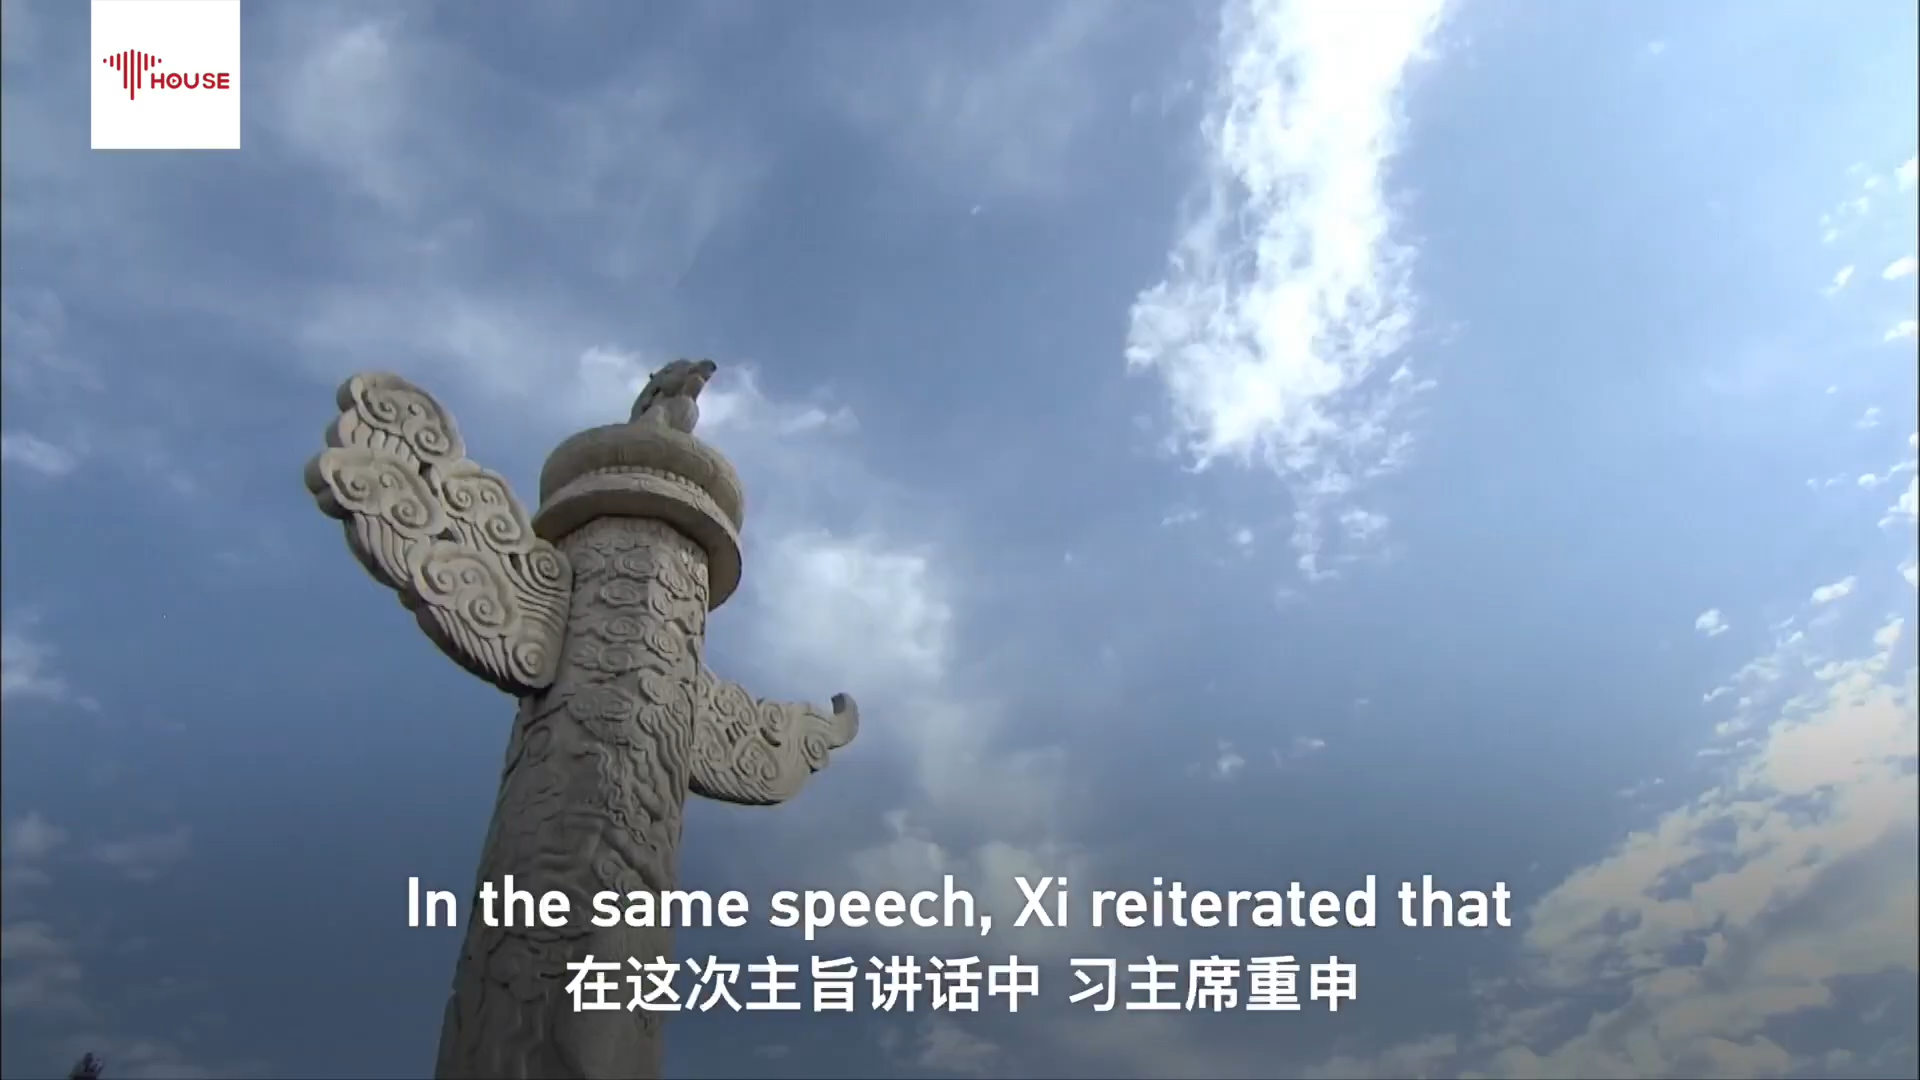 HOUSE
In the same speech, Xi reiterated that
在这次主旨讲话中 习主席重申